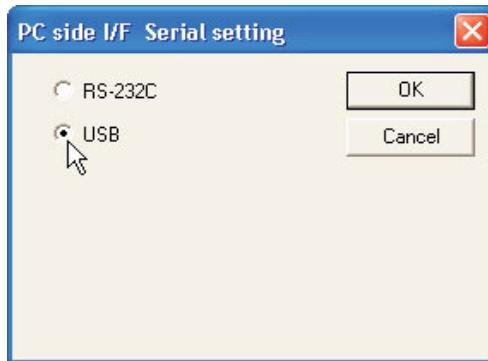 PC side I/F Serial setting
RS-232C
OK
USB
Cancel